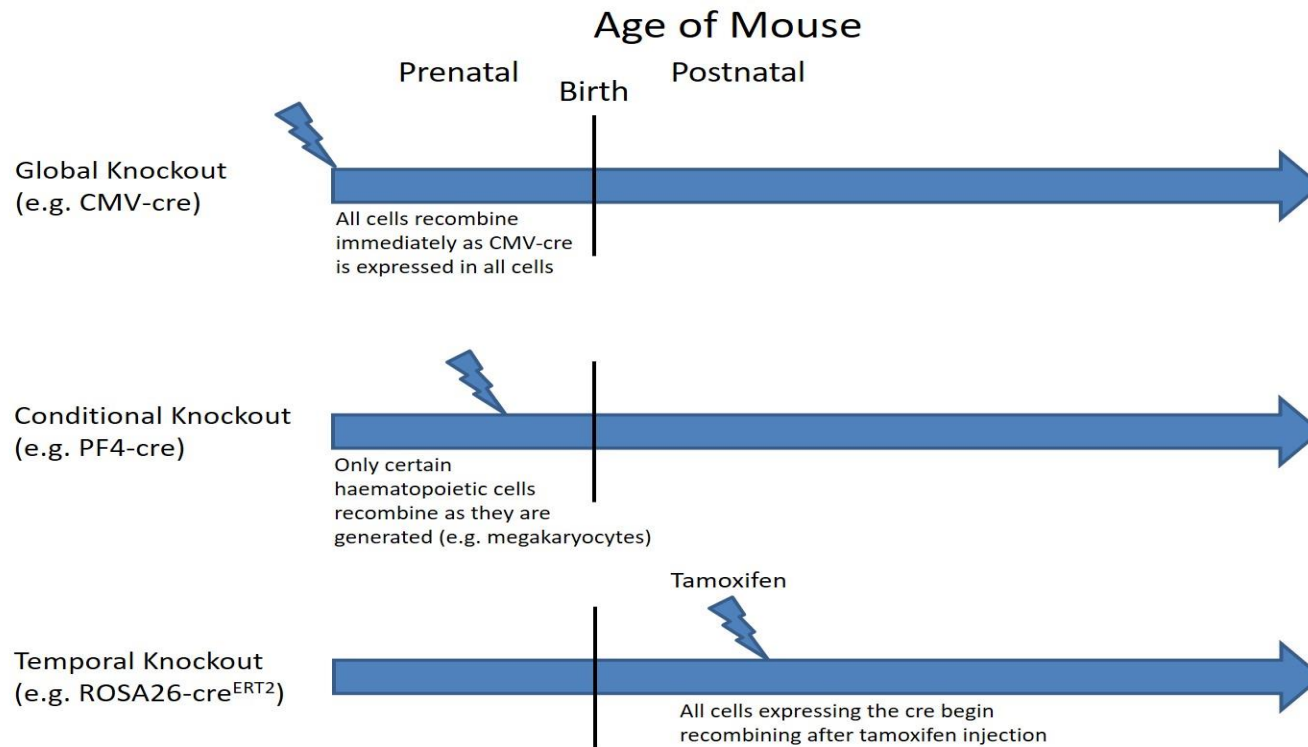 Age of Mouse
Prenatal
Postnatal
Birth
Global Knockout
(e.g. CMV-cre)
All cells recombine
immediately as CMV-cre
is expressed in all cells
Conditional Knockout
(e.g. PF4-cre)
Only certain
haematopoietic cells
recombine as they are
generated (e.g. megakaryocytes)
Tamoxifen
Temporal Knockout
(e.g. ROSA26-creERT2)
All cells expressing the cre begin
recombining after tamoxifen injection